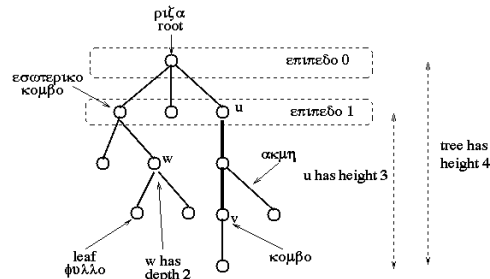 ριζα
root
επιπεδο 0
εσωτερικο
κομβο
u
επιπεδο 1
w
ακμη
u has height 3
tree has
height 4
v
leaf
φυλλο
w has
depth 2
κομβο